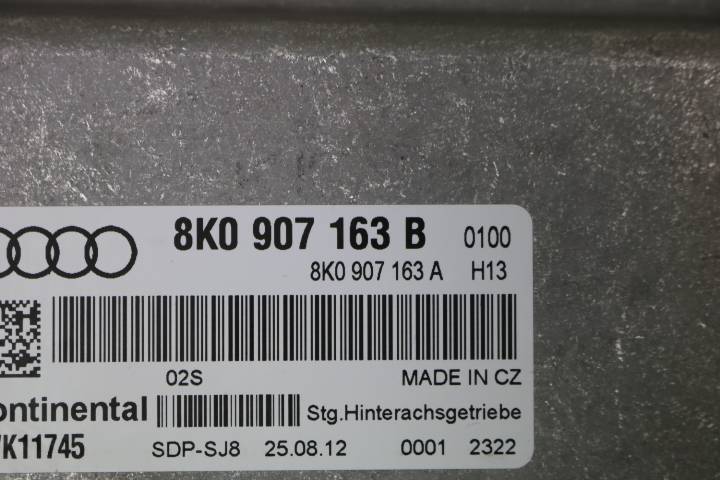 8K0 907 163 B 0100
8K0 907 163 A H13
02S MADE IN CZ
ontinental Stg.Hinterachsgetriebe
K11745 SDP-SJ8 25.08.12 0001 2322